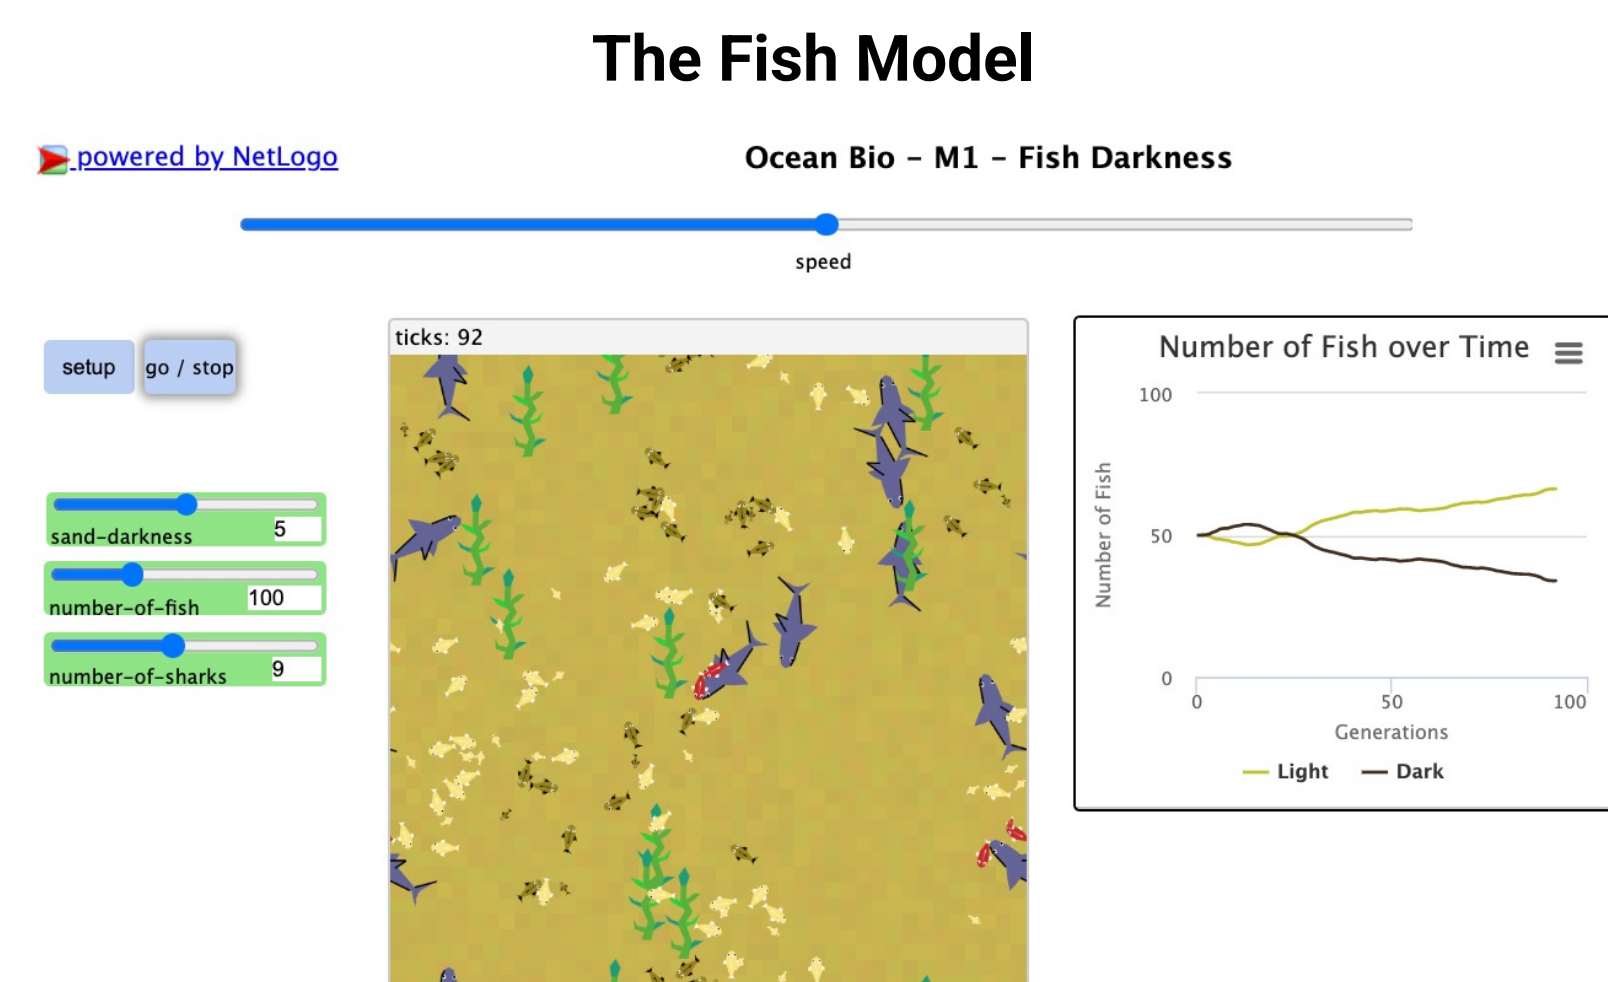 The Fish Model
powered by NetLogo
Ocean Bio – M1 – Fish Darkness
speed
setup
go / stop
sand–darkness
5
number–of–fish
100
number–of–sharks
9
ticks: 92
Number of Fish over Time
Number of Fish
100
50
0
0
50
100
Generations
Light
Dark